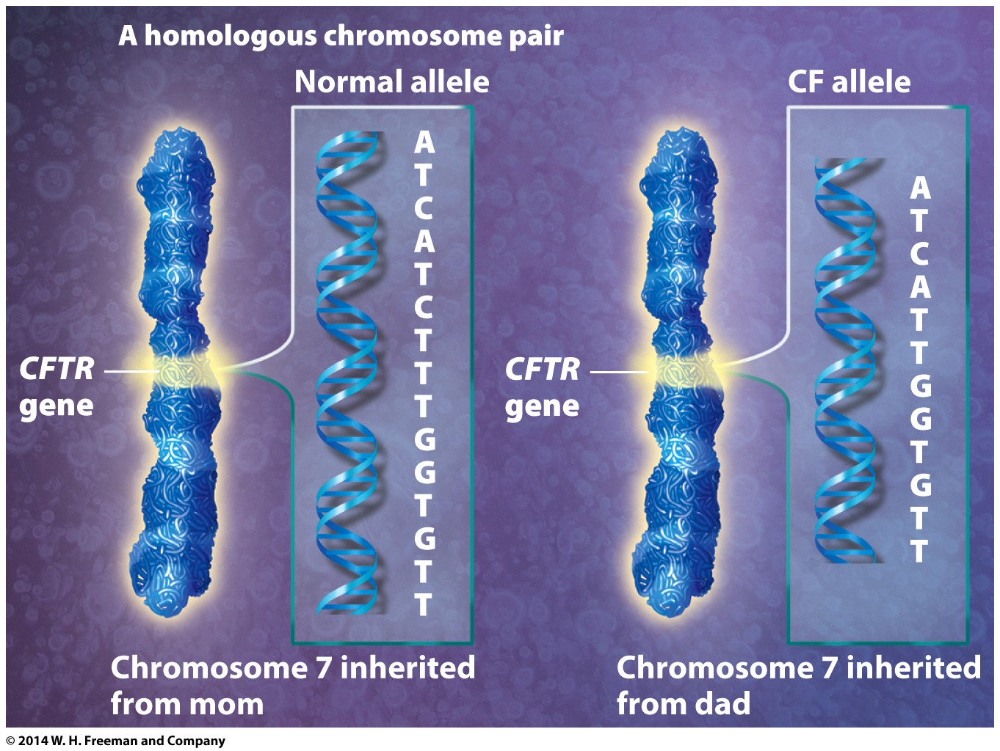 A homologous chromosome pair
Normal allele
A
T
C
A
T
C
T
T
T
G
G
T
G
T
T
CFTR
gene
Chromosome 7 inherited
from mom
CF allele
A
T
C
A
T
T
G
G
T
G
T
T
CFTR
gene
Chromosome 7 inherited
from dad
© 2014 W. H. Freeman and Company